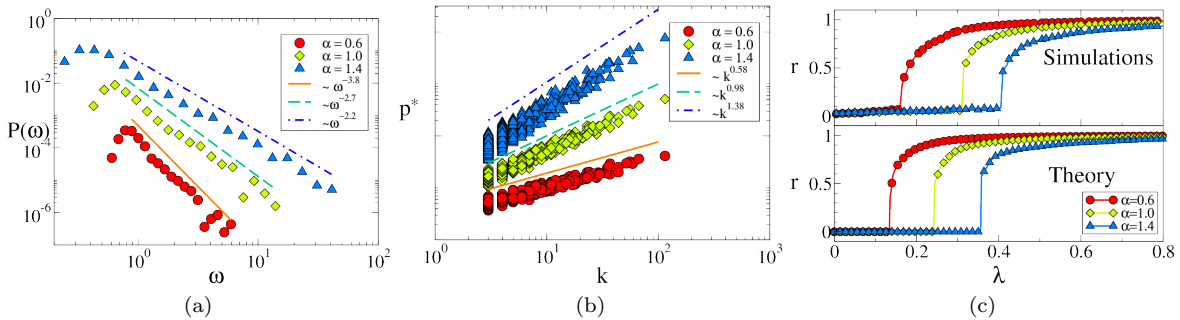 10^0
10^-2
P(ω)
10^-4
10^-6
10^0
10^1
10^2
ω
α = 0.6
α = 1.0
α = 1.4
~ ω^-3.8
~ω^-2.7
~ω^-2.2
(a)
p*
10^0
10^1
10^2
10^3
k
α = 0.6
α = 1.0
α = 1.4
~ k^0.58
~k^0.98
~k^1.38
(b)
1
r
0.5
0
Simulations
1
r
0.5
0
Theory
α=0.6
α=1.0
α=1.4
0
0.2
0.4
0.6
0.8
λ
(c)